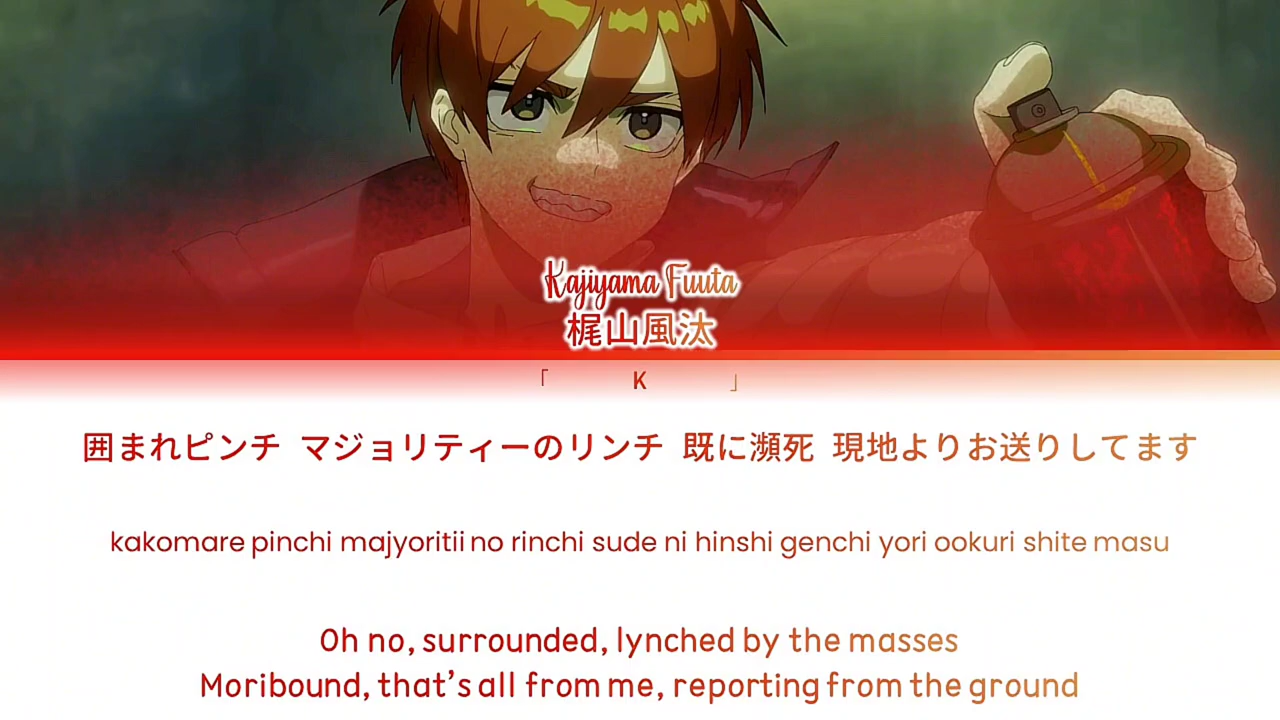 Kajiyama Fuuta
梶山風汰
「 K 」
囲まれピンチ マジョリティーのリンチ 既に瀕死 現地よりお送りしてます
kakomare pinchi majyoritii no rinchi sude ni hinshi genchi yori ookuri shite masu
Oh no, surrounded, lynched by the masses
Moribound, that's all from me, reporting from the ground